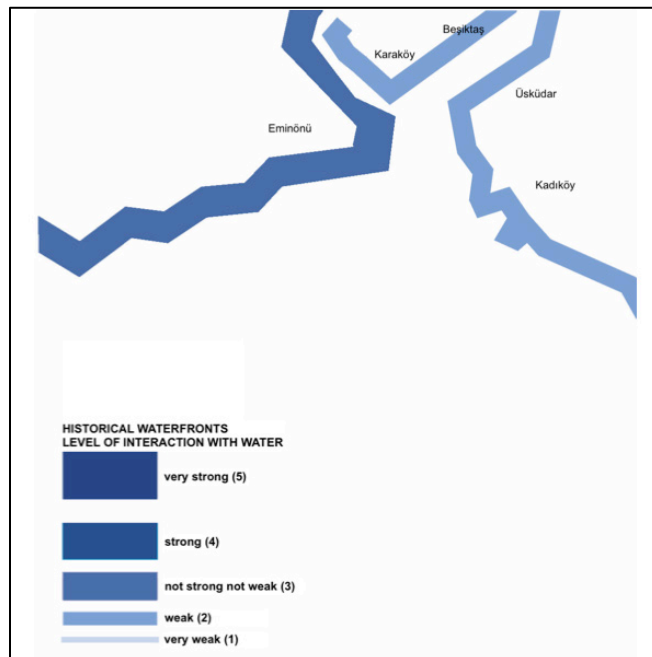 Beşiktaş
Karaköy
Üsküdar
Eminönü
Kadıköy
HISTORICAL WATERFRONTS
LEVEL OF INTERACTION WITH WATER
very strong (5)
strong (4)
not strong not weak (3)
weak (2)
very weak (1)